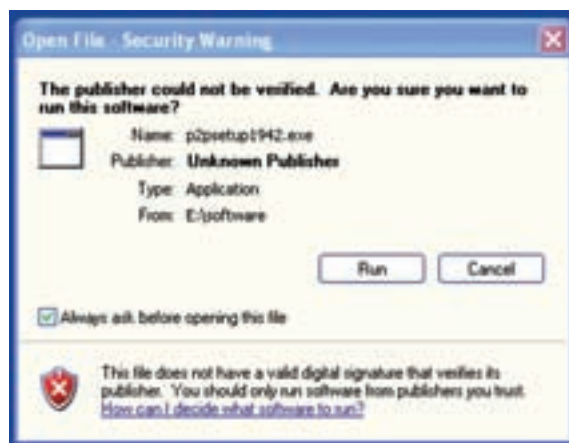 Open File - Security Warning
The publisher could not be verified. Are you sure you want to
run this software?
Name: p2psetup1942.exe
Publisher: Unknown Publisher
Type: Application
From: E:\software
Run
Cancel
Always ask before opening this file
This file does not have a valid digital signature that verifies its
publisher. You should only run software from publishers you trust.
How can I decide what software to run?